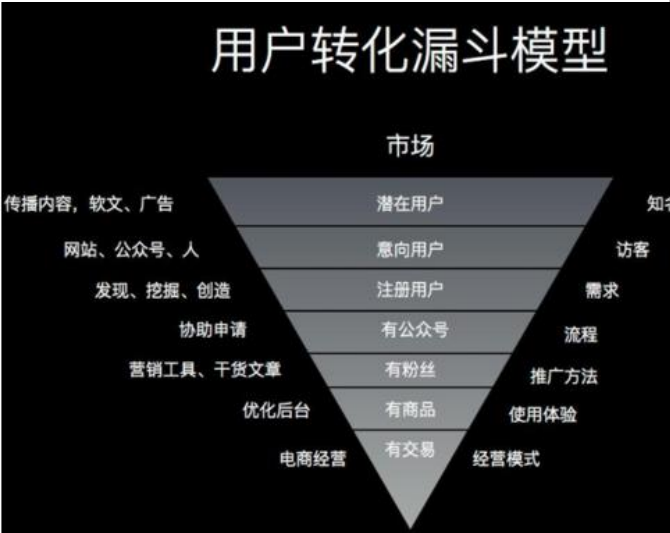 用户转化漏斗模型
市场
传播内容，软文、广告 潜在用户 知名
网站、公众号、人 意向用户 访客
发现、挖掘、创造 注册用户 需求
协助申请 有公众号 流程
营销工具、干货文章 有粉丝 推广方法
优化后台 有商品 使用体验
电商经营 有交易 经营模式